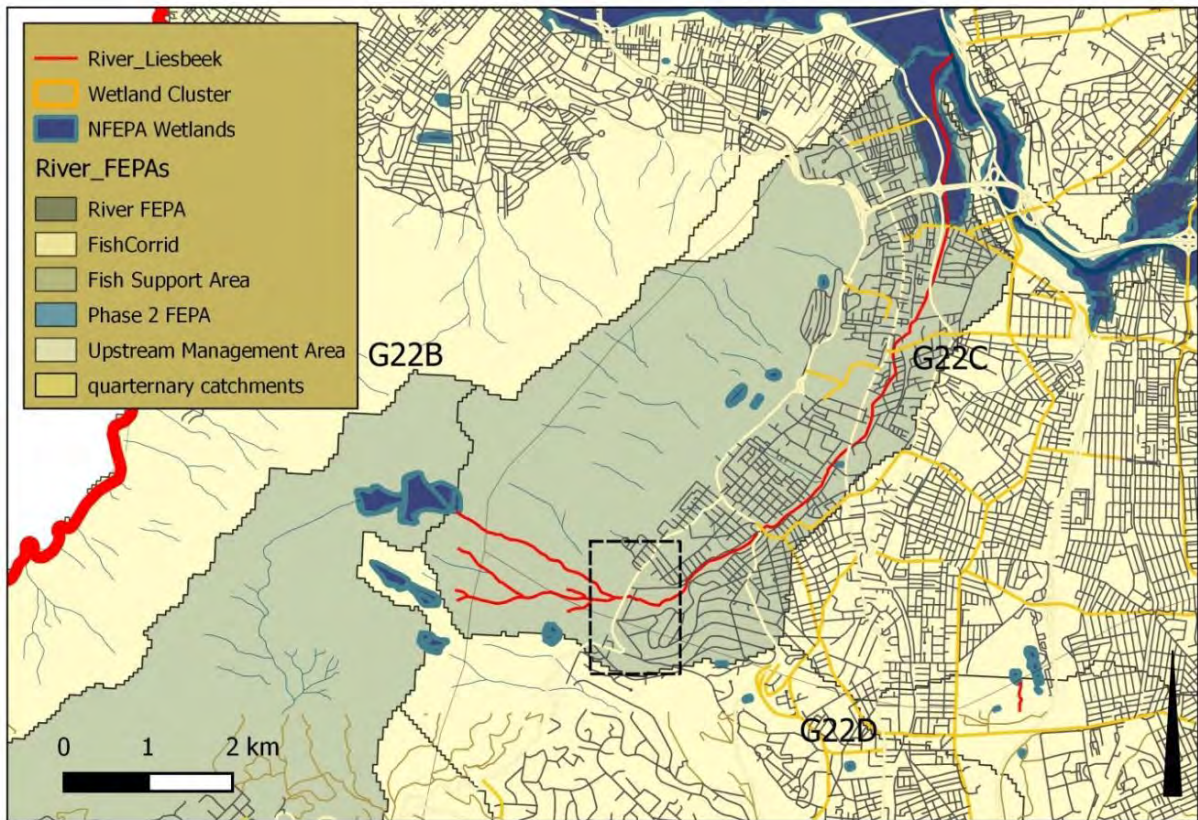 River_Liesbeek
Wetland Cluster
NFEPA Wetlands
River_FEPAs
River FEPA
FishCorrid
Fish Support Area
Phase 2 FEPA
Upstream Management Area
quarternary catchments
G22B
G22C
G22D
0 1 2 km